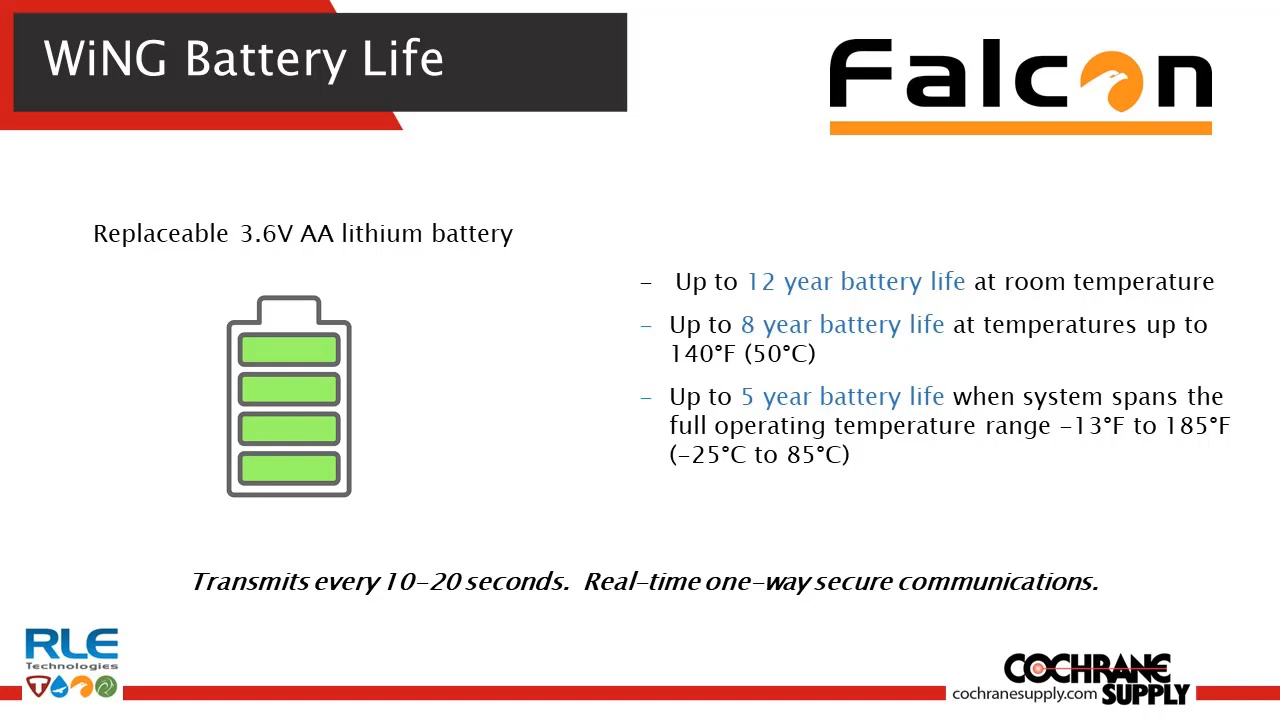 WiNG Battery Life
Falcon
Replaceable 3.6V AA lithium battery
– Up to 12 year battery life at room temperature
– Up to 8 year battery life at temperatures up to
140°F (50°C)
– Up to 5 year battery life when system spans the
full operating temperature range -13°F to 185°F
(-25°C to 85°C)
Transmits every 10-20 seconds. Real-time one-way secure communications.
RLE
Technologies
COCHRANE
cochranesupply.com SUPPLY